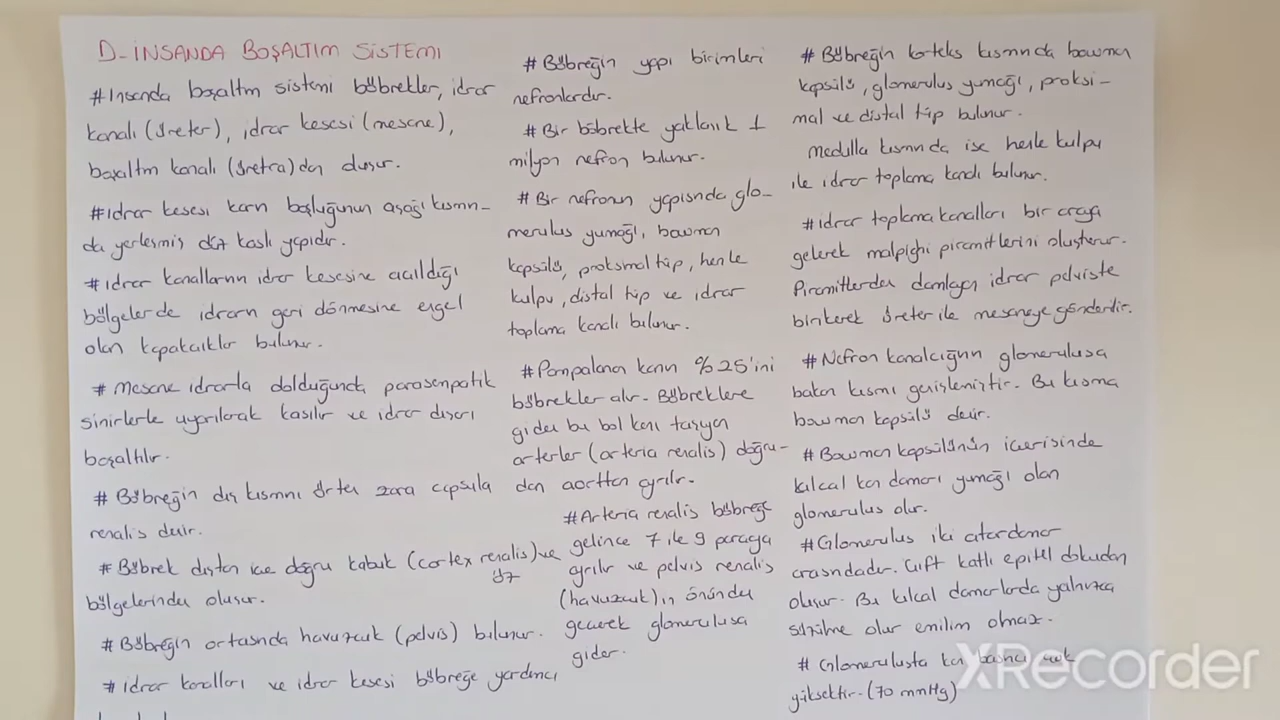 D- İNSANDA BOŞALTIM SİSTEMİ
#İnsanda boşaltım sistemi böbrekler, idrar
kanalı (üreter), idrar kesesi (mesane),
boşaltım kanalı (üretra)dan oluşur.
#İdrar kesesi karın boşluğunun aşağı kısmın-
da yerleşmiş düz kaslı yapıdır.
#idrar kanallarının idrar kesesine açıldığı
bölgelerde idrarın geri dönmesine engel
olan kapakçıklar bulunur.
#Mesane idrarla dolduğunda parasempatik
sinirlerle uyarılarak kasılır ve idrar dışarı
boşaltılır.
#Böbreğin dış kısmını örten zara capsula
renalis denir.
#Böbrek dıştan içe doğru kabuk (cortex renalis) ve
öz
bölgelerinden oluşur.
#Böbreğin ortasında havuzcuk (pelvis) bulunur.
#idrar kanalları ve idrar kesesi böbreğe yardımcı
#Böbreğin yapı birimleri
nefronlardır.
#Bir böbrekte yaklaşık 1
milyon nefron bulunur.
#Bir nefronun yapısında glo-
merulus yumağı, bowman
kapsülü, proksimal tüp, henle
kulpu, distal tüp ve idrar
toplama kanalı bulunur.
#Pompalanan kanın %25'ini
böbrekler alır. Böbreklere
giden bu bol kanı taşıyan
arterler (arteria renalis) doğru-
dan aorttan ayrılır.
#Arteria renalis böbreğe
gelince 7 ile 9 parçaya
ayrılır ve pelvis renalis
(havuzcuk)ın önünden
geçerek glomerulusa
gider.
#Böbreğin korteks kısmında bowman
kapsülü, glomerulus yumağı, proksi-
mal ve distal tüp bulunur.
medulla kısmında ise henle kulpu
ile idrar toplama kanalı bulunur.
#idrar toplama kanalları bir araya
gelerek malpighi piramitlerini oluşturur.
Piramitlerden damlayan idrar pelviste
birikerek üreter ile mesaneye gönderilir.
#Nefron kanalcığının glomerulusa
bakan kısmı genişlemiştir. Bu kısma
bowman kapsülü denir.
#Bowman kapsülünün içerisinde
kılcal kan damarı yumağı olan
glomerulus olur.
#Glomerulus iki atardamar
arasındadır. Çift katlı epitel dokudan
oluşur. Bu kılcal damarlarda yalnızca
süzülme olur emilim olmaz.
#Glomerulusta kan basıncı çok
yüksektir. (70 mmHg)
XRecorder